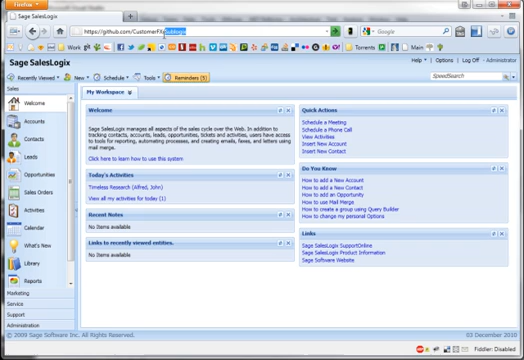 Firefox
Sage SalesLogix
https://github.com/CustomerFX/
Google
Work
Torrents
Main
Sage SalesLogix
Help
Options
Log Off - Administrator
Recently Viewed
New
Schedule
Tools
Reminders (5)
SpeedSearch
Sales
Welcome
Accounts
Contacts
Leads
Opportunities
Sales Orders
Activities
Calendar
What's New
Library
Reports
Marketing
Service
Support
Administration
My Workspace
Welcome
Sage SalesLogix manages all aspects of the sales cycle over the Web. In addition to
tracking contacts, accounts, leads, opportunities, tickets and activities, users have access
to tools for reporting, automating processes, and creating emails, faxes, and letters using
mail merge.
Click here to learn how to use this system
Today's Activities
Timeless Research (Alfred, John)
View all my activities for today (1)
Recent Notes
No Items available
Links to recently viewed entities.
No Items available
Quick Actions
Schedule a Meeting
Schedule a Phone Call
View Activities
Insert New Account
Insert New Contact
Do You Know
How to add a New Account
How to add a New Contact
How to add an Opportunity
How to use Mail Merge
How to create a group using Query Builder
How to change my personal Options
Links
Sage SalesLogix SupportOnline
Sage SalesLogix Product Information
Sage Software Website
© 2009 Sage Software Inc. All Rights Reserved.
03 December 2010
Fiddler: Disabled